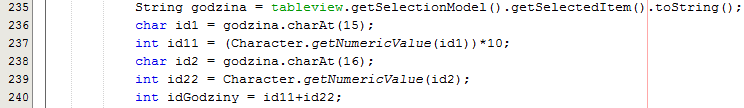 235 String godzina = tableview.getSelectionModel().getSelectedItem().toString();
236 char id1 = godzina.charAt(15);
237 int id11 = (Character.getNumericValue(id1))*10;
238 char id2 = godzina.charAt(16);
239 int id22 = Character.getNumericValue(id2);
240 int idGodziny = id11+id22;